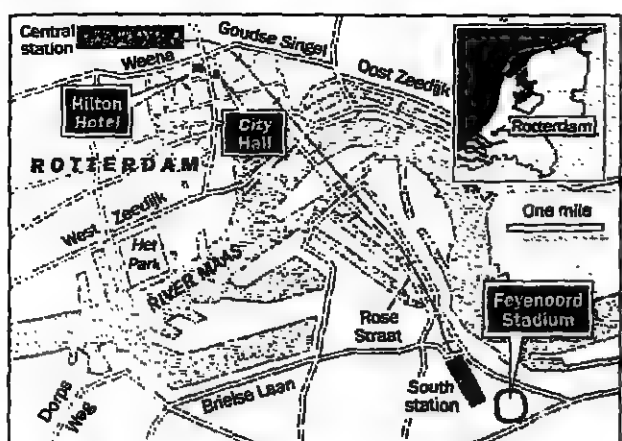 Central
station
Goudse Singel
Weena
Oost Zeedijk
Hilton
Hotel
City
Hall
Rotterdam
ROTTERDAM
West Zeedijk
One mile
Het
Park
RIVER MAAS
Feyenoord
Stadium
Rose
Straat
South
station
Brielse Laan
Dorps
Weg